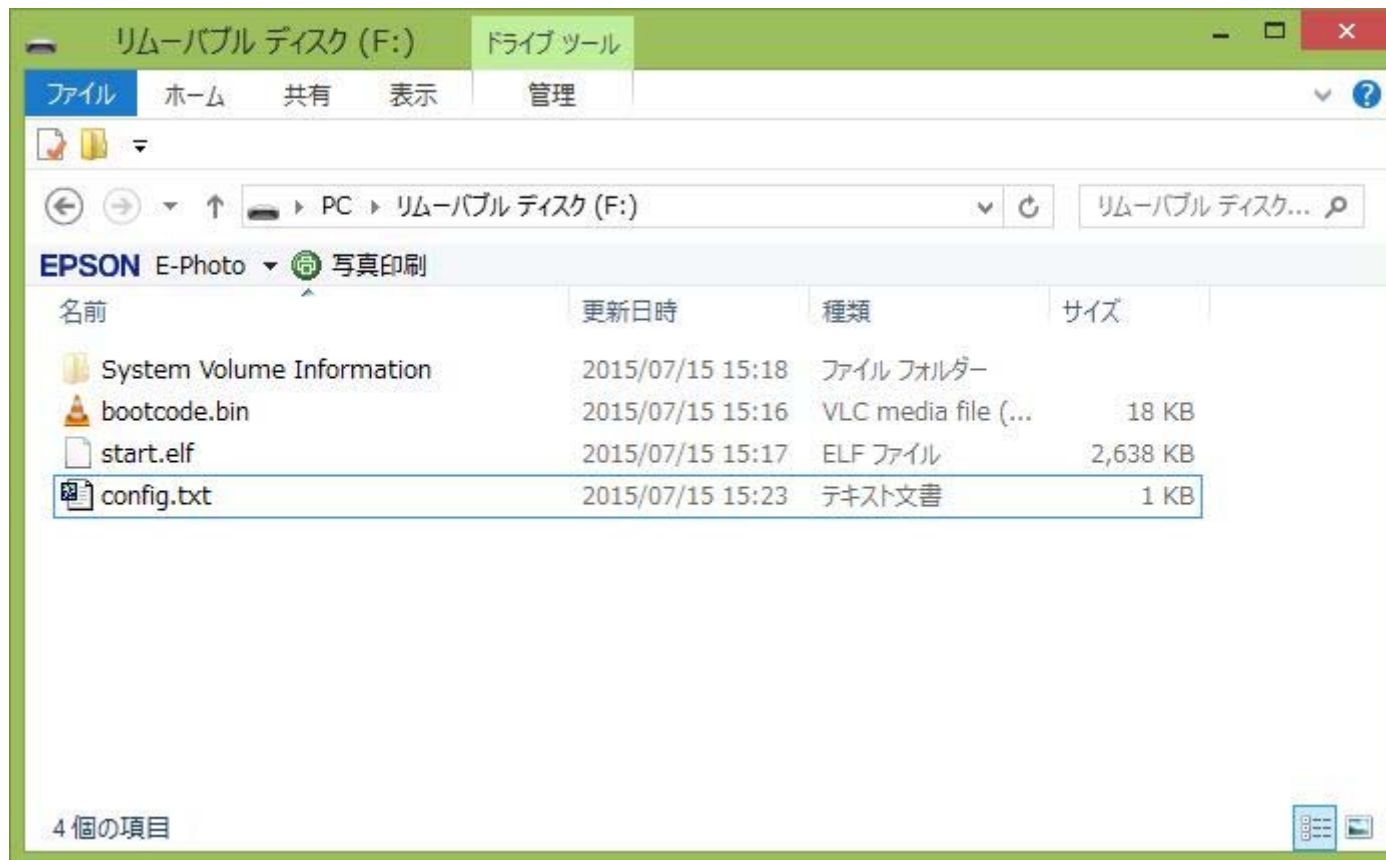 リムーバブル ディスク (F:) ドライブ ツール
ファイル ホーム 共有 表示 管理
PC リムーバブル ディスク (F:) リムーバブル ディスク...
EPSON E-Photo 写真印刷
名前 更新日時 種類 サイズ
System Volume Information 2015/07/15 15:18 ファイル フォルダー
bootcode.bin 2015/07/15 15:16 VLC media file (... 18 KB
start.elf 2015/07/15 15:17 ELF ファイル 2,638 KB
config.txt 2015/07/15 15:23 テキスト文書 1 KB
4 個の項目